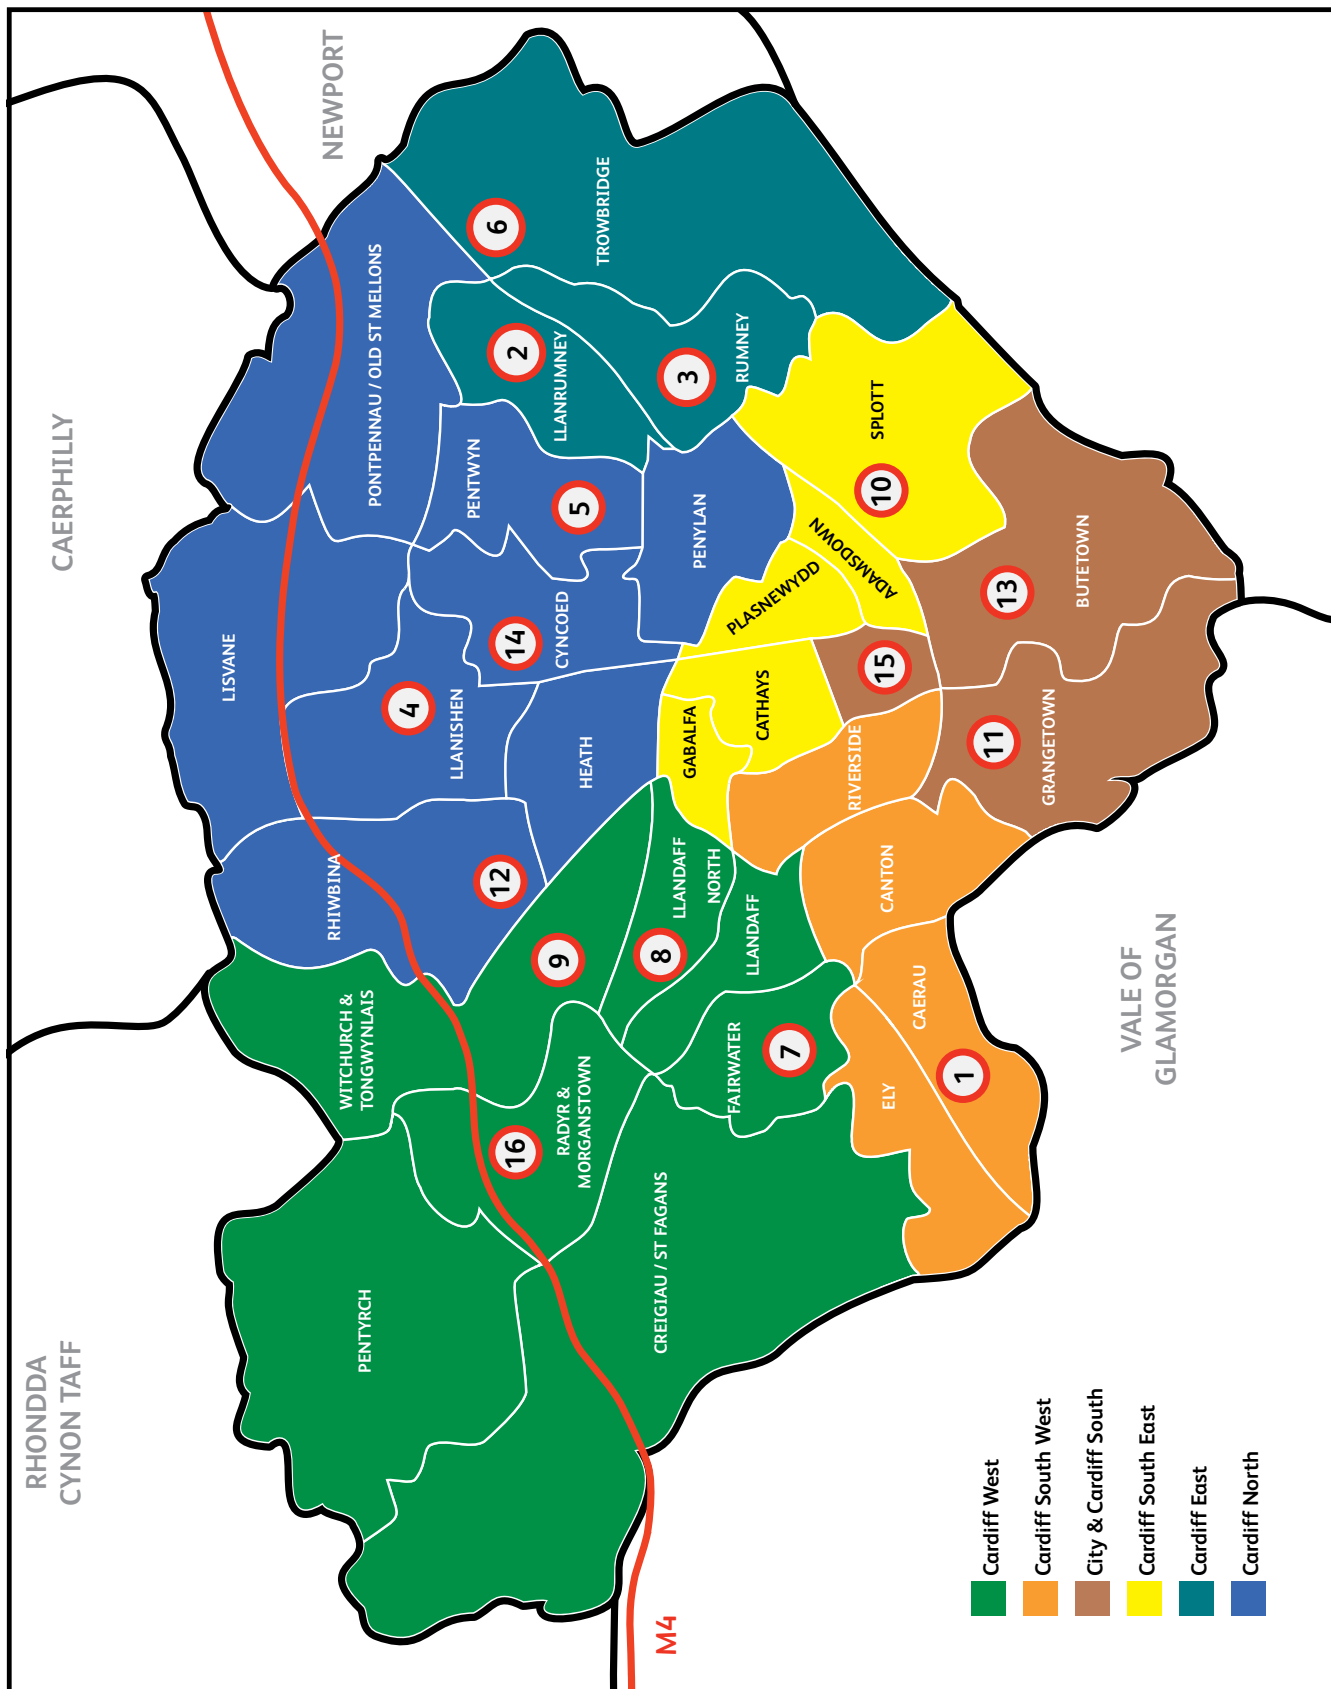 RHONDDA
CYNON TAFF
CAERPHILLY
NEWPORT
VALE OF
GLAMORGAN
M4
PENTYRCH
CREIGIAU / ST FAGANS
WITCHURCH &
TONGWYNLAIS
RADYR &
MORGANSTOWN
16
9
8
LLANDAFF
NORTH
LLANDAFF
FAIRWATER
7
ELY
CAERAU
1
CANTON
RIVERSIDE
RHIWBINA
12
LISVANE
LLANISHEN
4
HEATH
CYNCOED
14
PENTWYN
5
PENYLAN
PONTPENNAU / OLD ST MELLONS
LLANRUMNEY
2
RUMNEY
3
TROWBRIDGE
6
GABALFA
CATHAYS
PLASNEWYDD
ADAMSDOWN
SPLOTT
10
15
BUTETOWN
13
GRANGETOWN
11
Cardiff West
Cardiff South West
City & Cardiff South
Cardiff South East
Cardiff East
Cardiff North